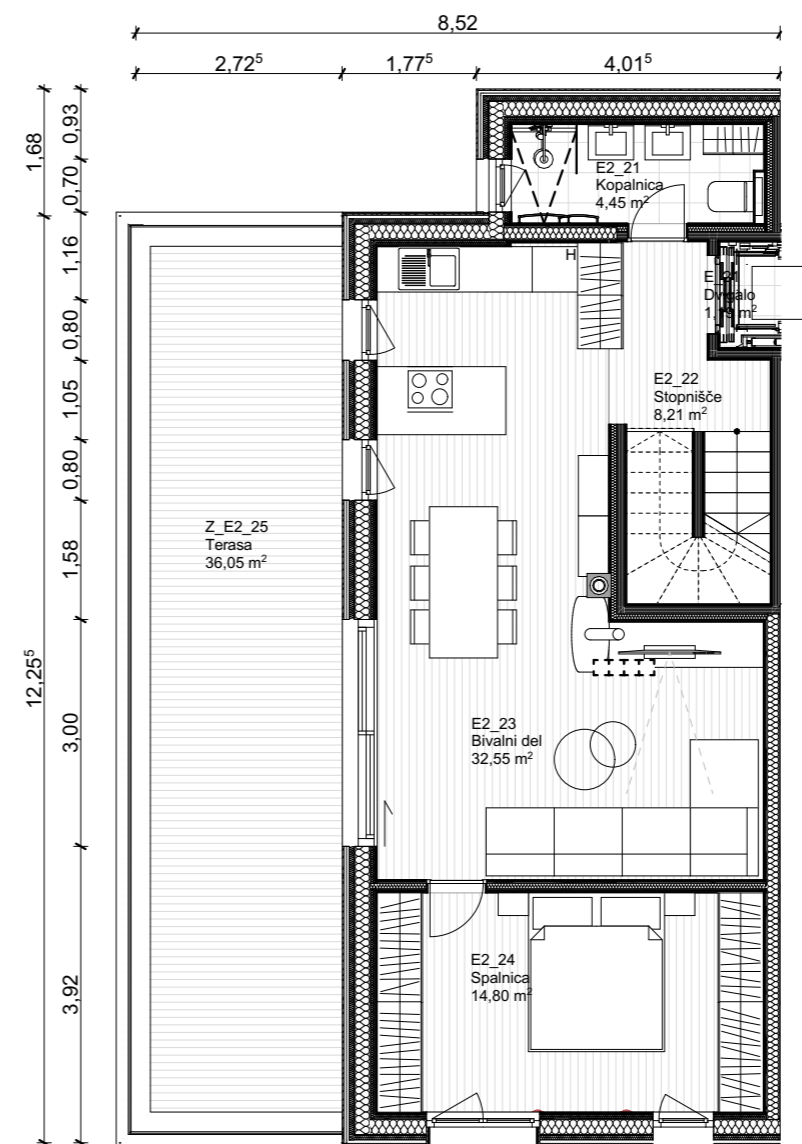 8,52
2,72⁵ 1,77⁵ 4,01⁵
1,68
0,93
0,70
1,16
0,80
1,05
0,80
1,58
12,25⁵
3,00
3,92
E2_21
Kopalnica
4,45 m²
H
Dvigalo
E2_22
Stopnišče
8,21 m²
Z_E2_25
Terasa
36,05 m²
E2_23
Bivalni del
32,55 m²
E2_24
Spalnica
14,80 m²